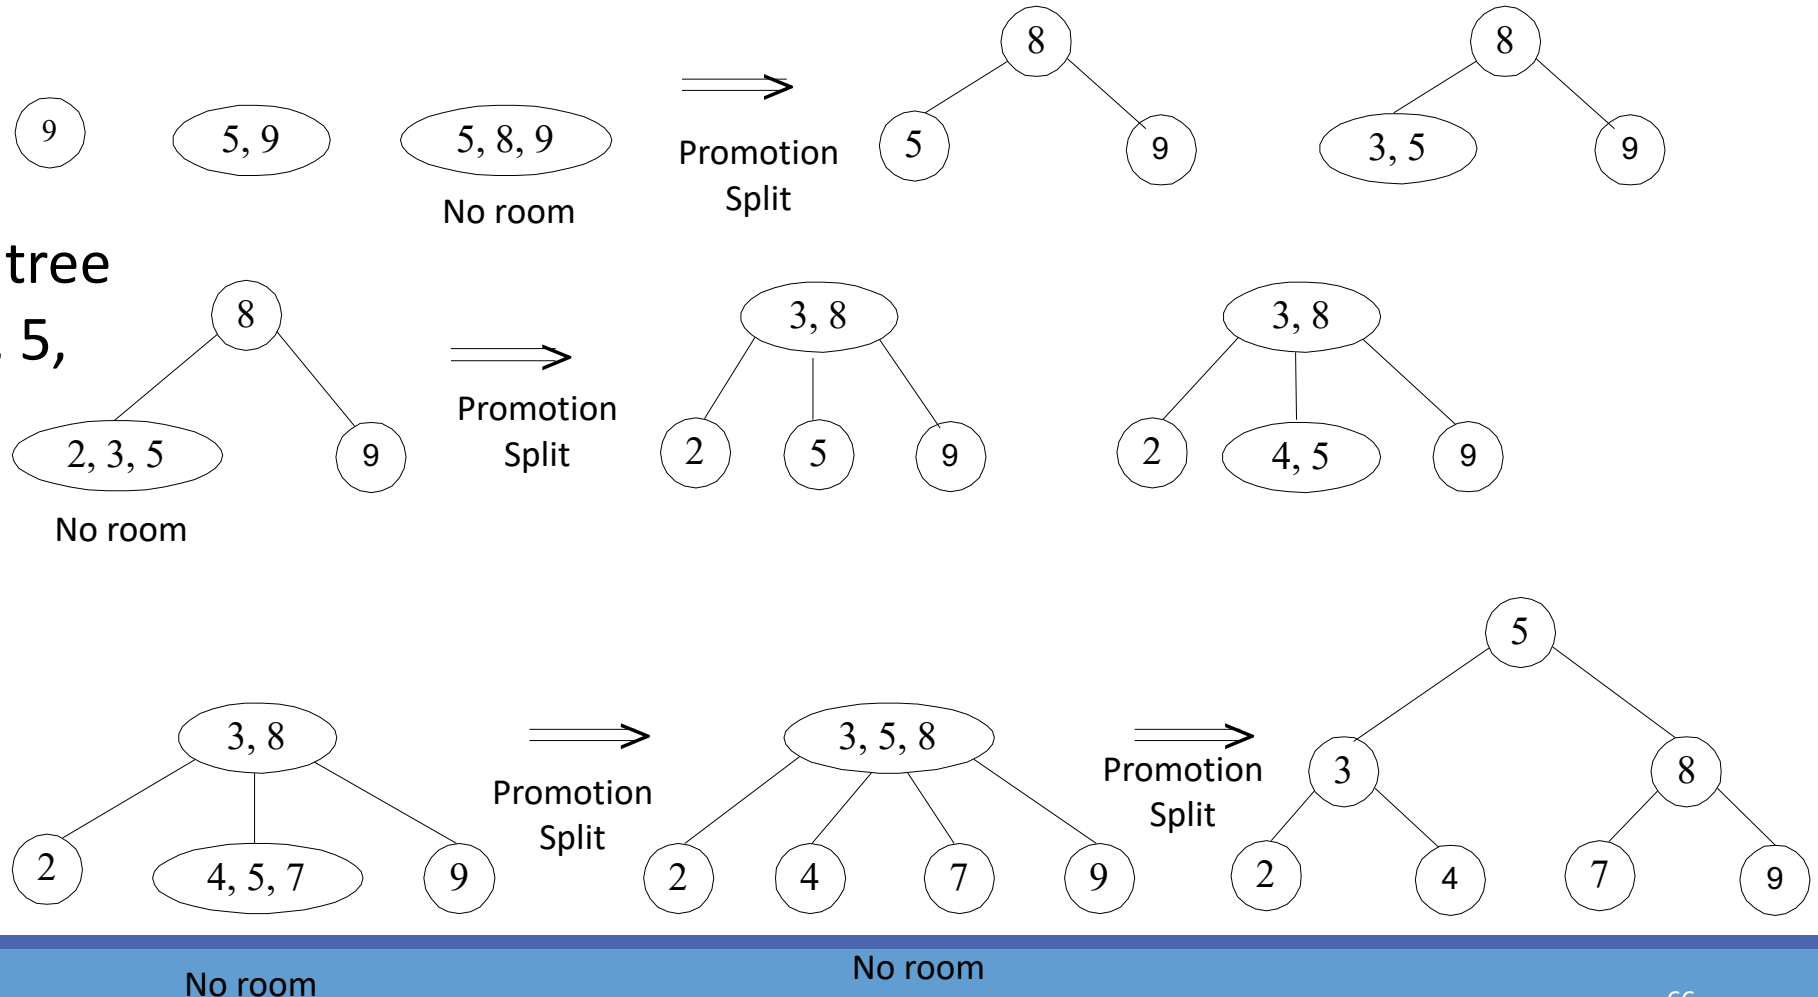 8
8
9
5, 9
5, 8, 9
5
9
3, 5
9
Promotion
Split
No room
tree
5,
8
3, 8
3, 8
Promotion
Split
2, 3, 5
9
2
5
9
2
4, 5
9
No room
5
3, 8
3, 5, 8
3
8
Promotion
Split
Promotion
Split
2
4, 5, 7
9
2
4
7
9
2
4
7
9
No room
No room